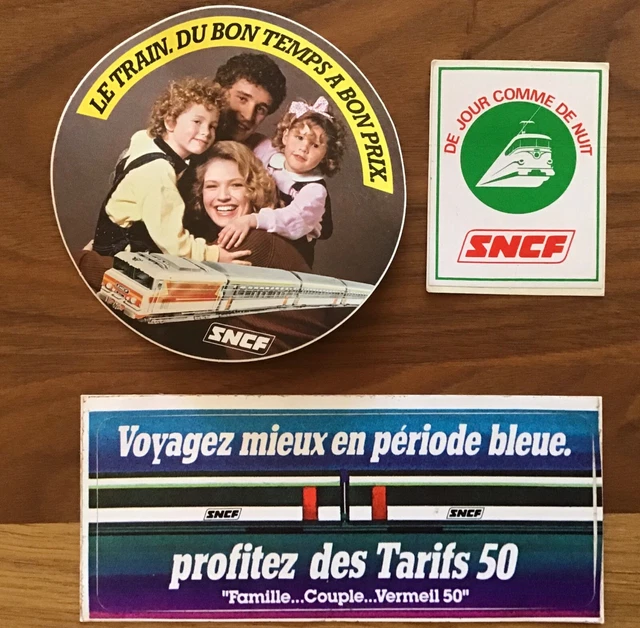 LE TRAIN. DU BON TEMPS A BON PRIX.
SNCF
DE JOUR COMME DE NUIT
SNCF
Voyagez mieux en période bleue.
SNCF SNCF
profitez des Tarifs 50
"Famille...Couple...Vermeil 50"